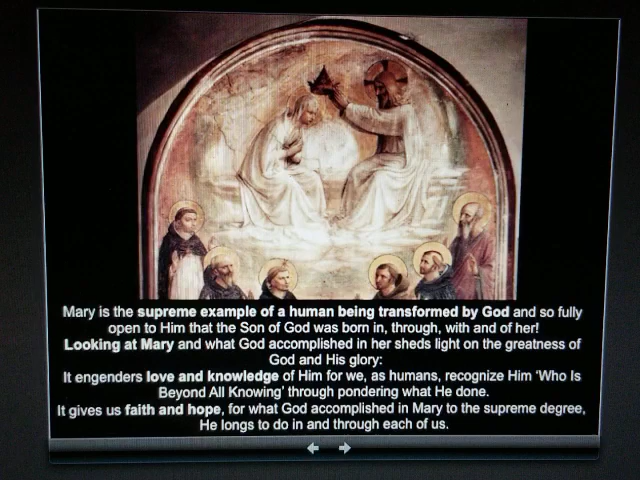 Mary is the supreme example of a human being transformed by God and so fully
open to Him that the Son of God was born in, through, with and of her!
Looking at Mary and what God accomplished in her sheds light on the greatness of
God and His glory:
It engenders love and knowledge of Him for we, as humans, recognize Him 'Who Is
Beyond All Knowing' through pondering what He done.
It gives us faith and hope, for what God accomplished in Mary to the supreme degree,
He longs to do in and through each of us.